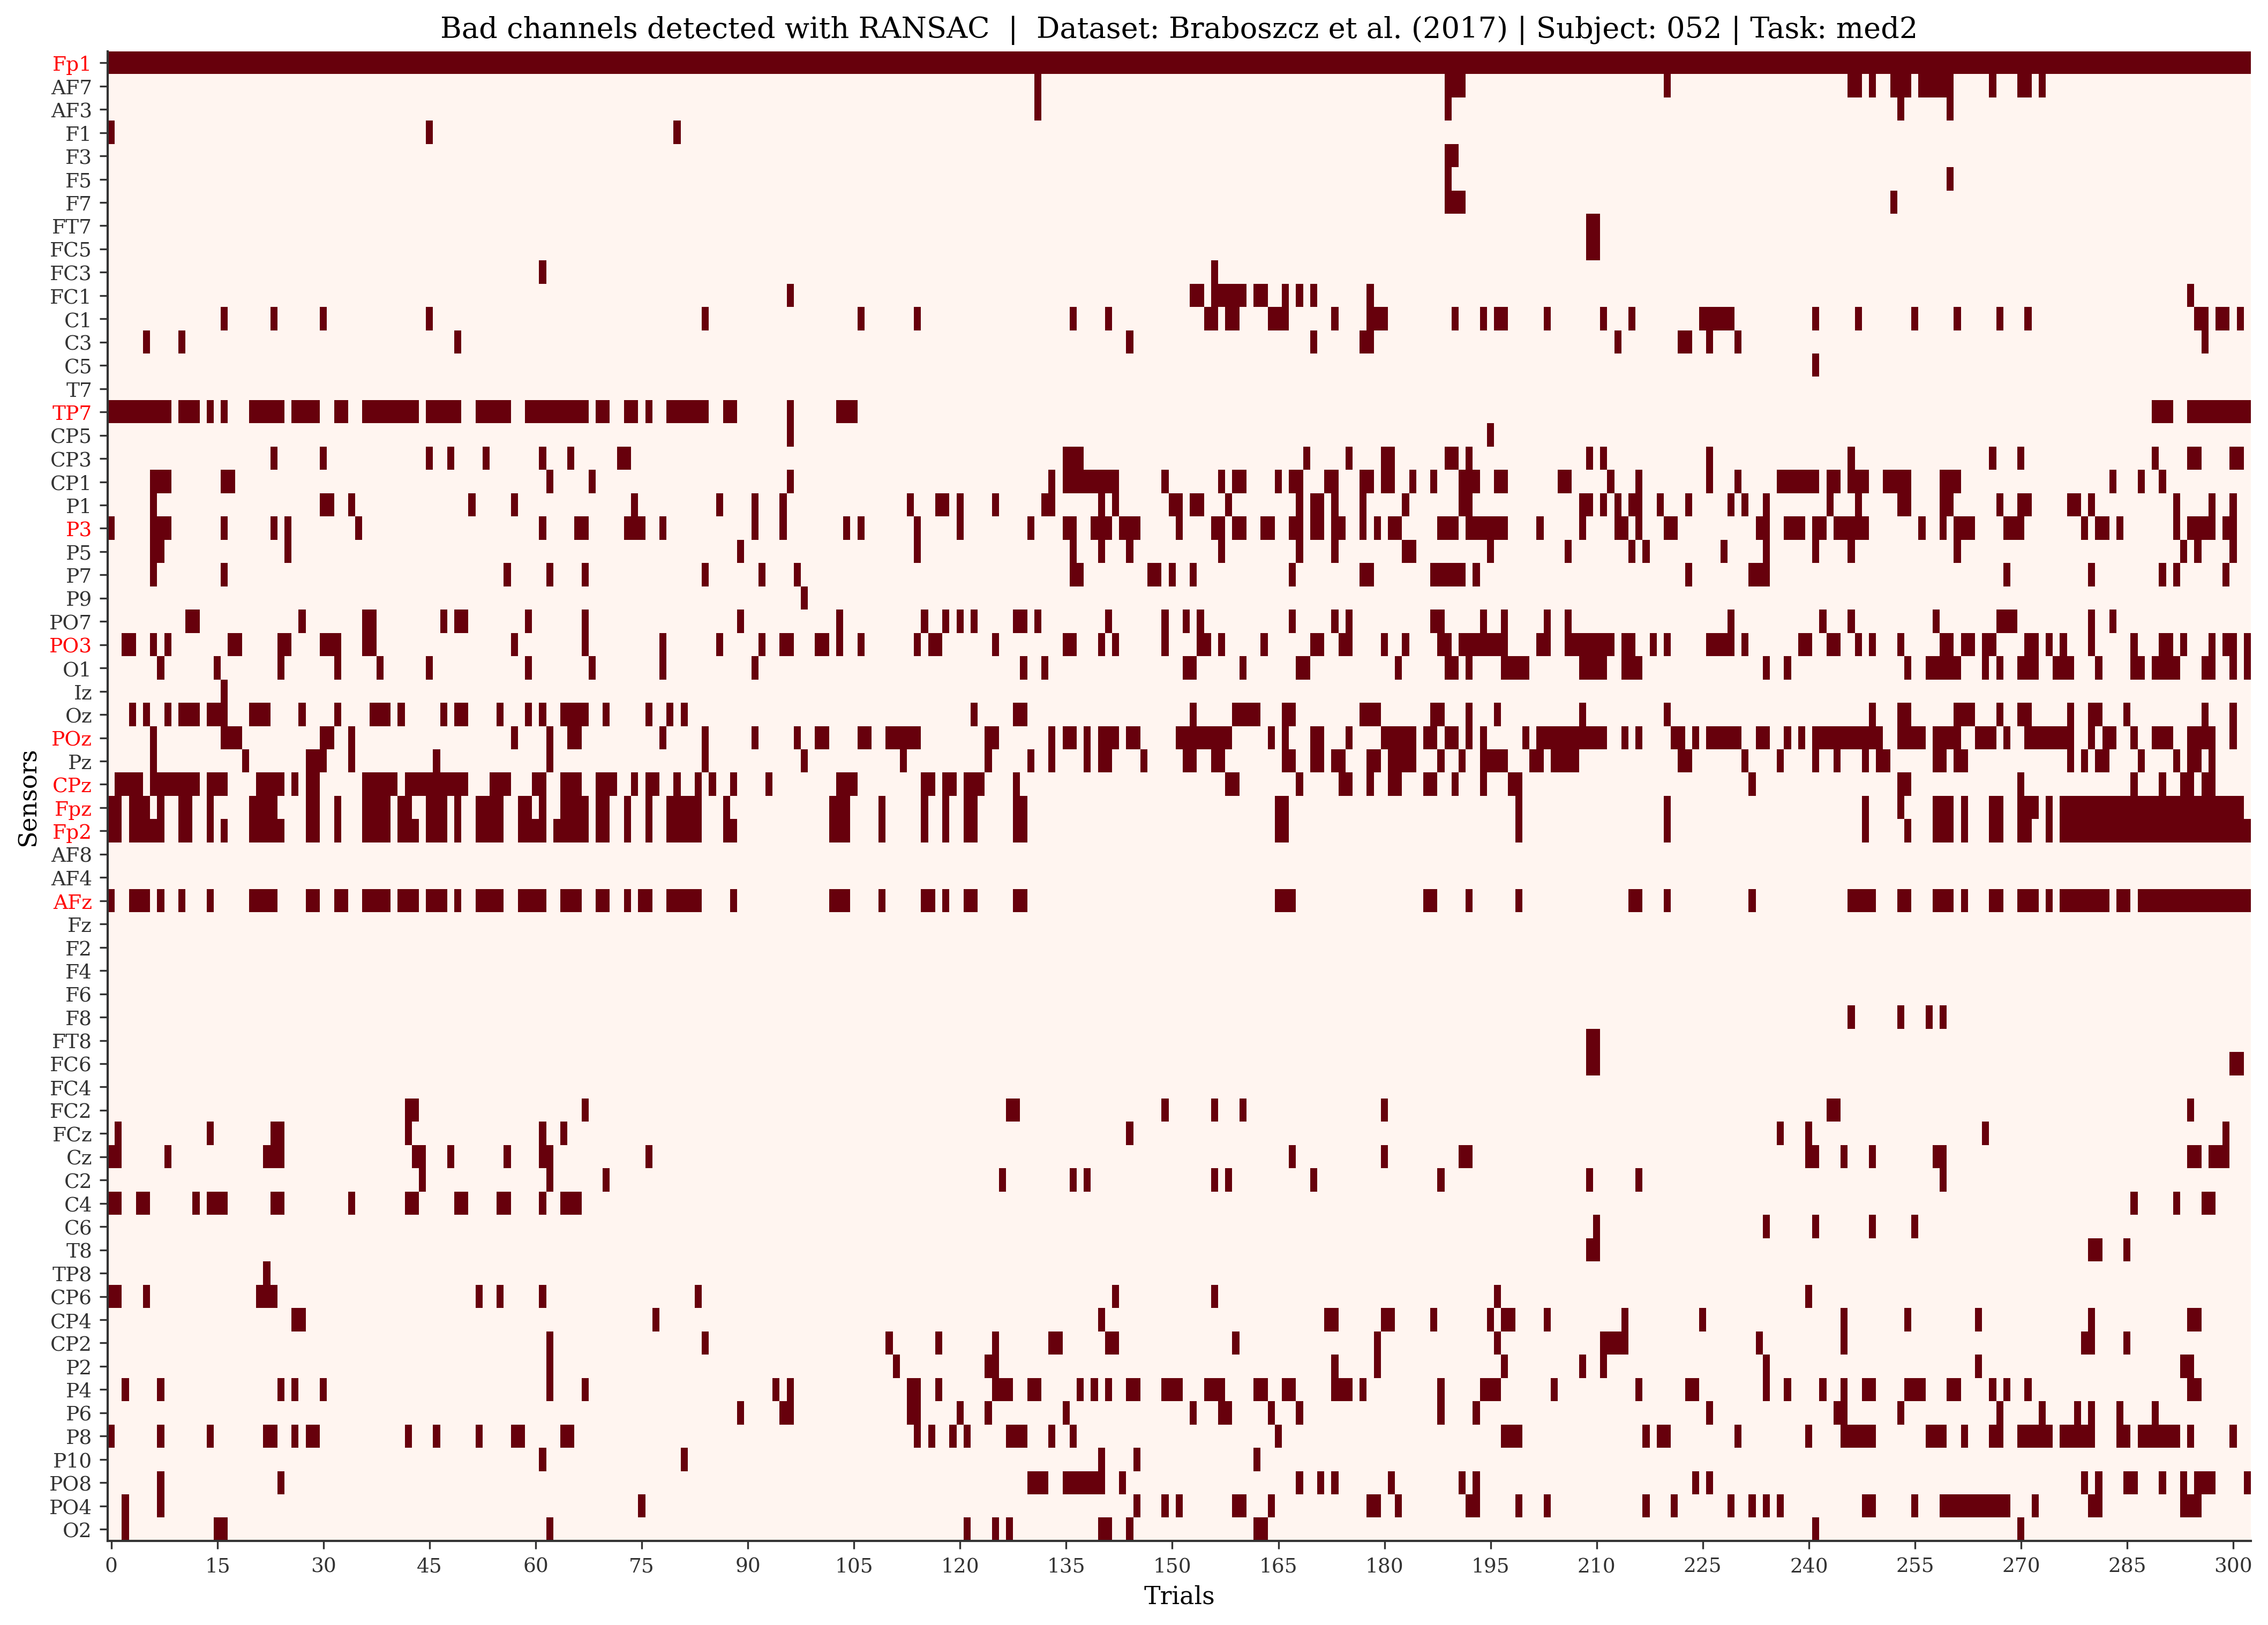 Bad channels detected with RANSAC | Dataset: Braboszcz et al. (2017) | Subject: 052 | Task: med2
Sensors
Fp1
AF7
AF3
F1
F3
F5
F7
FT7
FC5
FC3
FC1
C1
C3
C5
T7
TP7
CP5
CP3
CP1
P1
P3
P5
P7
P9
PO7
PO3
O1
Iz
Oz
POz
Pz
CPz
Fpz
Fp2
AF8
AF4
AFz
Fz
F2
F4
F6
F8
FT8
FC6
FC4
FC2
FCz
Cz
C2
C4
C6
T8
TP8
CP6
CP4
CP2
P2
P4
P6
P8
P10
PO8
PO4
O2
0 15 30 45 60 75 90 105 120 135 150 165 180 195 210 225 240 255 270 285 300
Trials